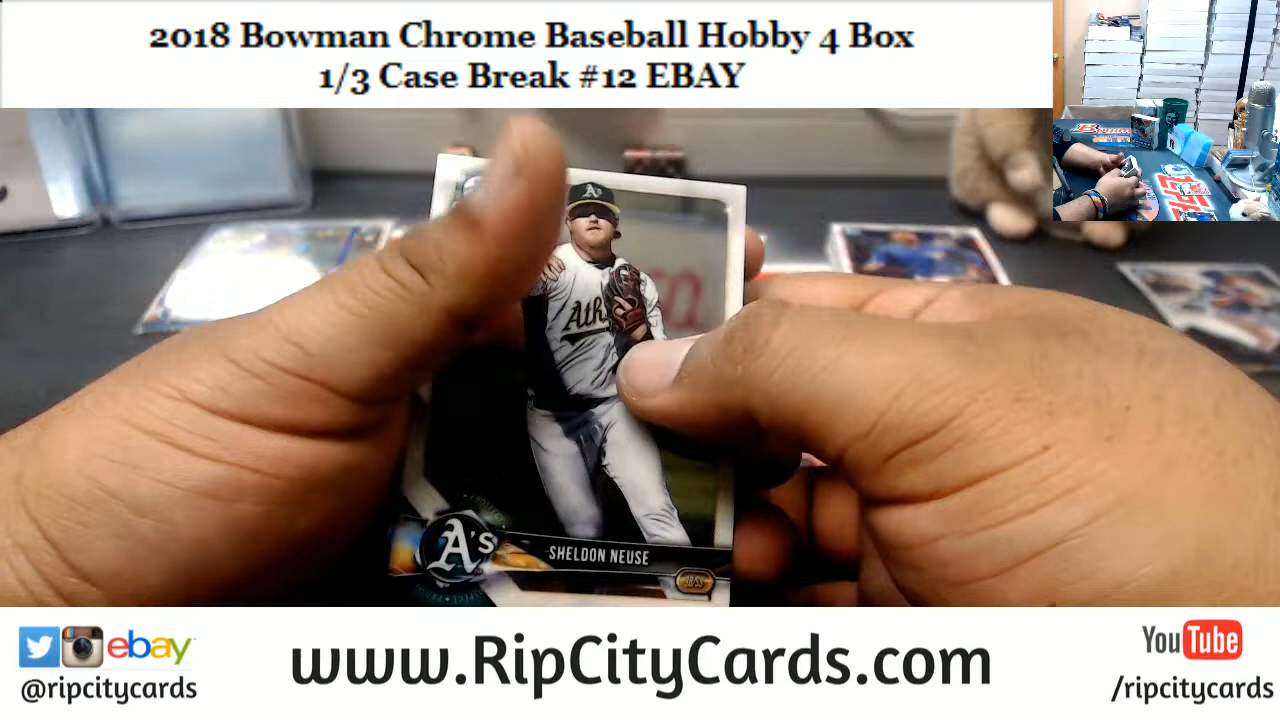 2018 Bowman Chrome Baseball Hobby 4 Box
1/3 Case Break #12 EBAY
A's
Ath
A's
SHELDON NEUSE
ebay
@ripcitycards
www.RipCityCards.com
YouTube
/ripcitycards